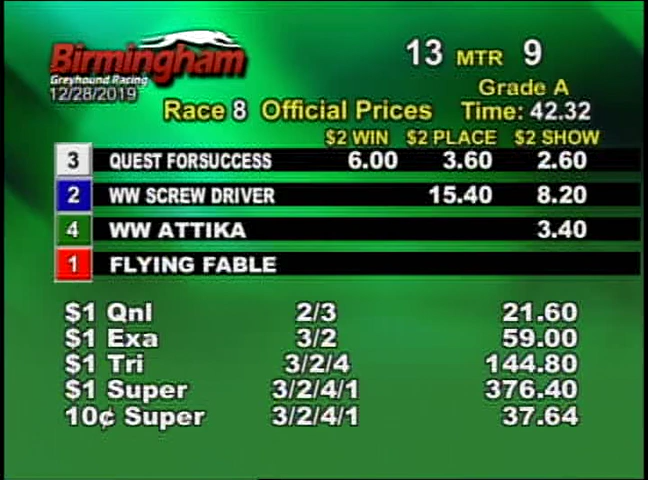 Birmingham
Greyhound Racing
12/28/2019
13 MTR 9
Grade A
Race 8 Official Prices Time: 42.32
$2 WIN $2 PLACE $2 SHOW
3 QUEST FORSUCCESS 6.00 3.60 2.60
2 WW SCREW DRIVER 15.40 8.20
4 WW ATTIKA 3.40
1 FLYING FABLE
$1 Qnl 2/3 21.60
$1 Exa 3/2 59.00
$1 Tri 3/2/4 144.80
$1 Super 3/2/4/1 376.40
10¢ Super 3/2/4/1 37.64